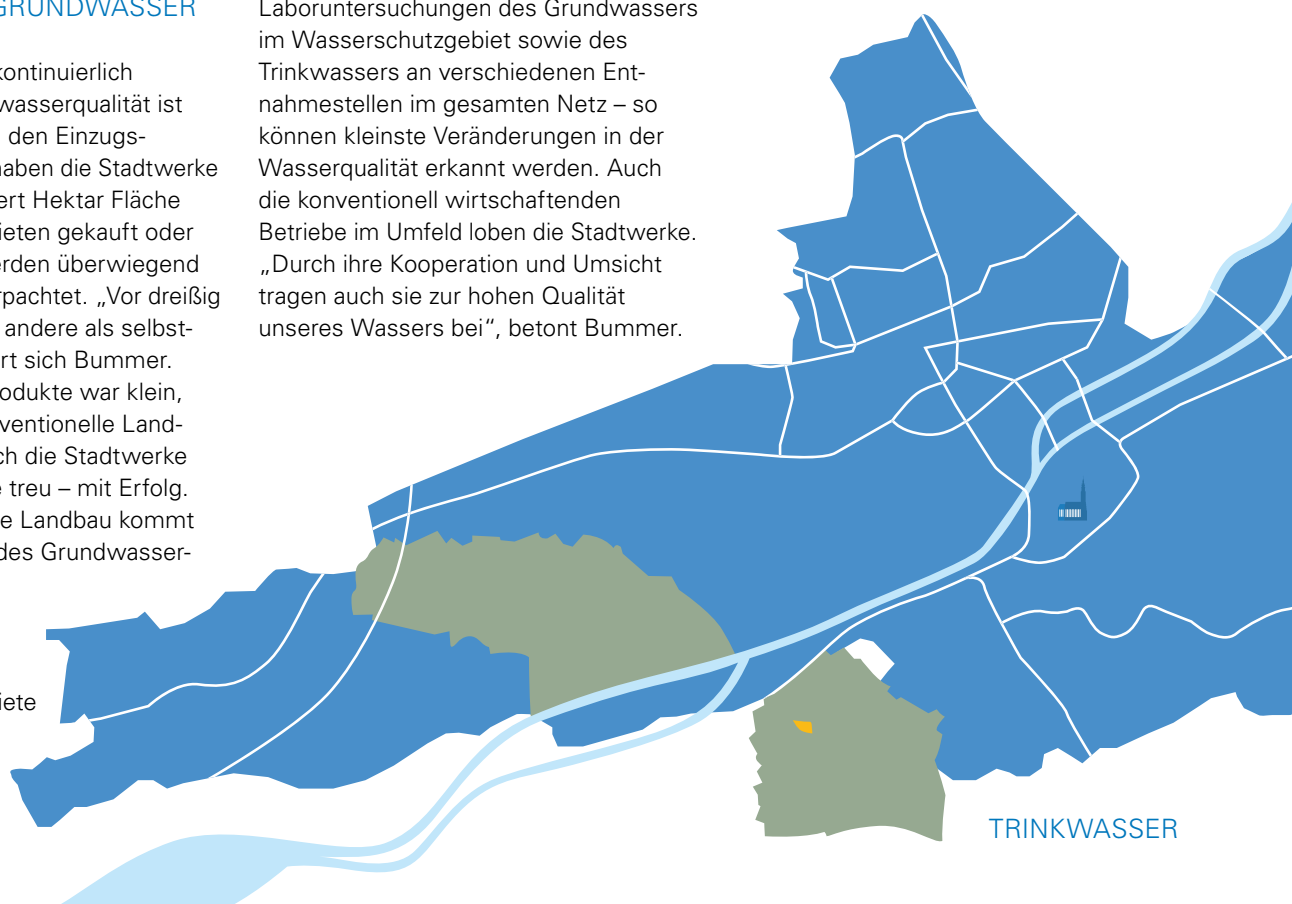 GRUNDWASSER
kontinuierlich
wasserqualität ist
den Einzugs-
haben die Stadtwerke
ert Hektar Fläche
ieten gekauft oder
erden überwiegend
rpachtet. „Vor dreißig
andere als selbst-
rt sich Bummer.
odukte war klein,
ventionelle Land-
ch die Stadtwerke
e treu – mit Erfolg.
e Landbau kommt
des Grundwasser-
iete
Laboruntersuchungen des Grundwassers
im Wasserschutzgebiet sowie des
Trinkwassers an verschiedenen Ent-
nahmestellen im gesamten Netz – so
können kleinste Veränderungen in der
Wasserqualität erkannt werden. Auch
die konventionell wirtschaftenden
Betriebe im Umfeld loben die Stadtwerke.
„Durch ihre Kooperation und Umsicht
tragen auch sie zur hohen Qualität
unseres Wassers bei“, betont Bummer.
TRINKWASSER